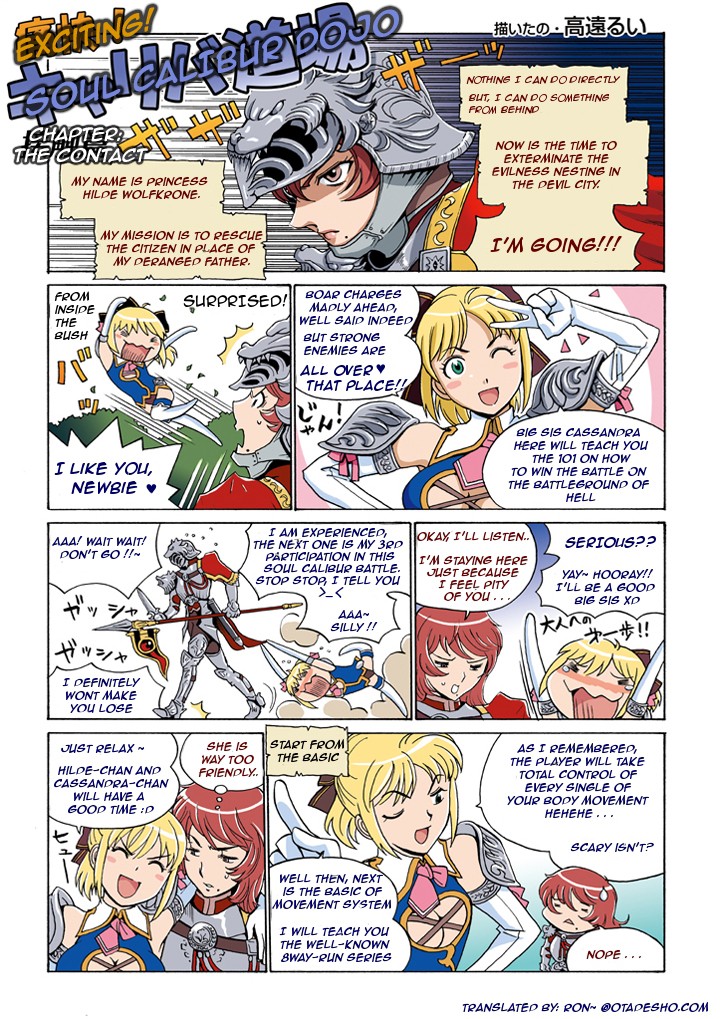 EXCITING!
SOUL CALIBUR DOJO
道場
CHAPTER:
THE CONTACT
描いたの・高遠るい
ザーッ
ザザ
NOTHING I CAN DO DIRECTLY
BUT, I CAN DO SOMETHING
FROM BEHIND
NOW IS THE TIME TO
EXTERMINATE THE
EVILNESS NESTING IN
THE DEVIL CITY.
I'M GOING!!!
MY NAME IS PRINCESS
HILDE WOLFKRONE.
MY MISSION IS TO RESCUE
THE CITIZEN IN PLACE OF
MY DERANGED FATHER.
FROM
INSIDE
THE
BUSH
SURPRISED!
I LIKE YOU,
NEWBIE ♥
BOAR CHARGES
MADLY AHEAD,
WELL SAID INDEED
BUT STRONG
ENEMIES ARE
ALL OVER ♥
THAT PLACE!!
じゃん!
BIG SIS CASSANDRA
HERE WILL TEACH YOU
THE 101 ON HOW
TO WIN THE BATTLE ON
THE BATTLEGROUND OF
HELL
AAA! WAIT WAIT!
DON'T GO !!~
I AM EXPERIENCED,
THE NEXT ONE IS MY 3RD
PARTICIPATION IN THIS
SOUL CALIBUR BATTLE.
STOP STOP, I TELL YOU
>_<
AAA~
SILLY !!
ガッシャ
ガッシャ
I DEFINITELY
WONT MAKE
YOU LOSE
OKAY, I'LL LISTEN..
I'M STAYING HERE
JUST BECAUSE
I FEEL PITY
OF YOU . . .
SERIOUS??
YAY~ HOORAY!!
I'LL BE A GOOD
BIG SIS XD
大人への
才一歩!!
JUST RELAX ~
HILDE-CHAN AND
CASSANDRA-CHAN
WILL HAVE A
GOOD TIME :D
SHE IS
WAY TOO
FRIENDLY..
ヒュー
START FROM
THE BASIC
AS I REMEMBERED,
THE PLAYER WILL TAKE
TOTAL CONTROL OF
EVERY SINGLE OF
YOUR BODY MOVEMENT
HEHEHE . . .
SCARY ISN'T?
WELL THEN, NEXT
IS THE BASIC OF
MOVEMENT SYSTEM
I WILL TEACH YOU
THE WELL-KNOWN
8WAY-RUN SERIES
NOPE . . .
TRANSLATED BY: RON~ @OTADESHO.COM